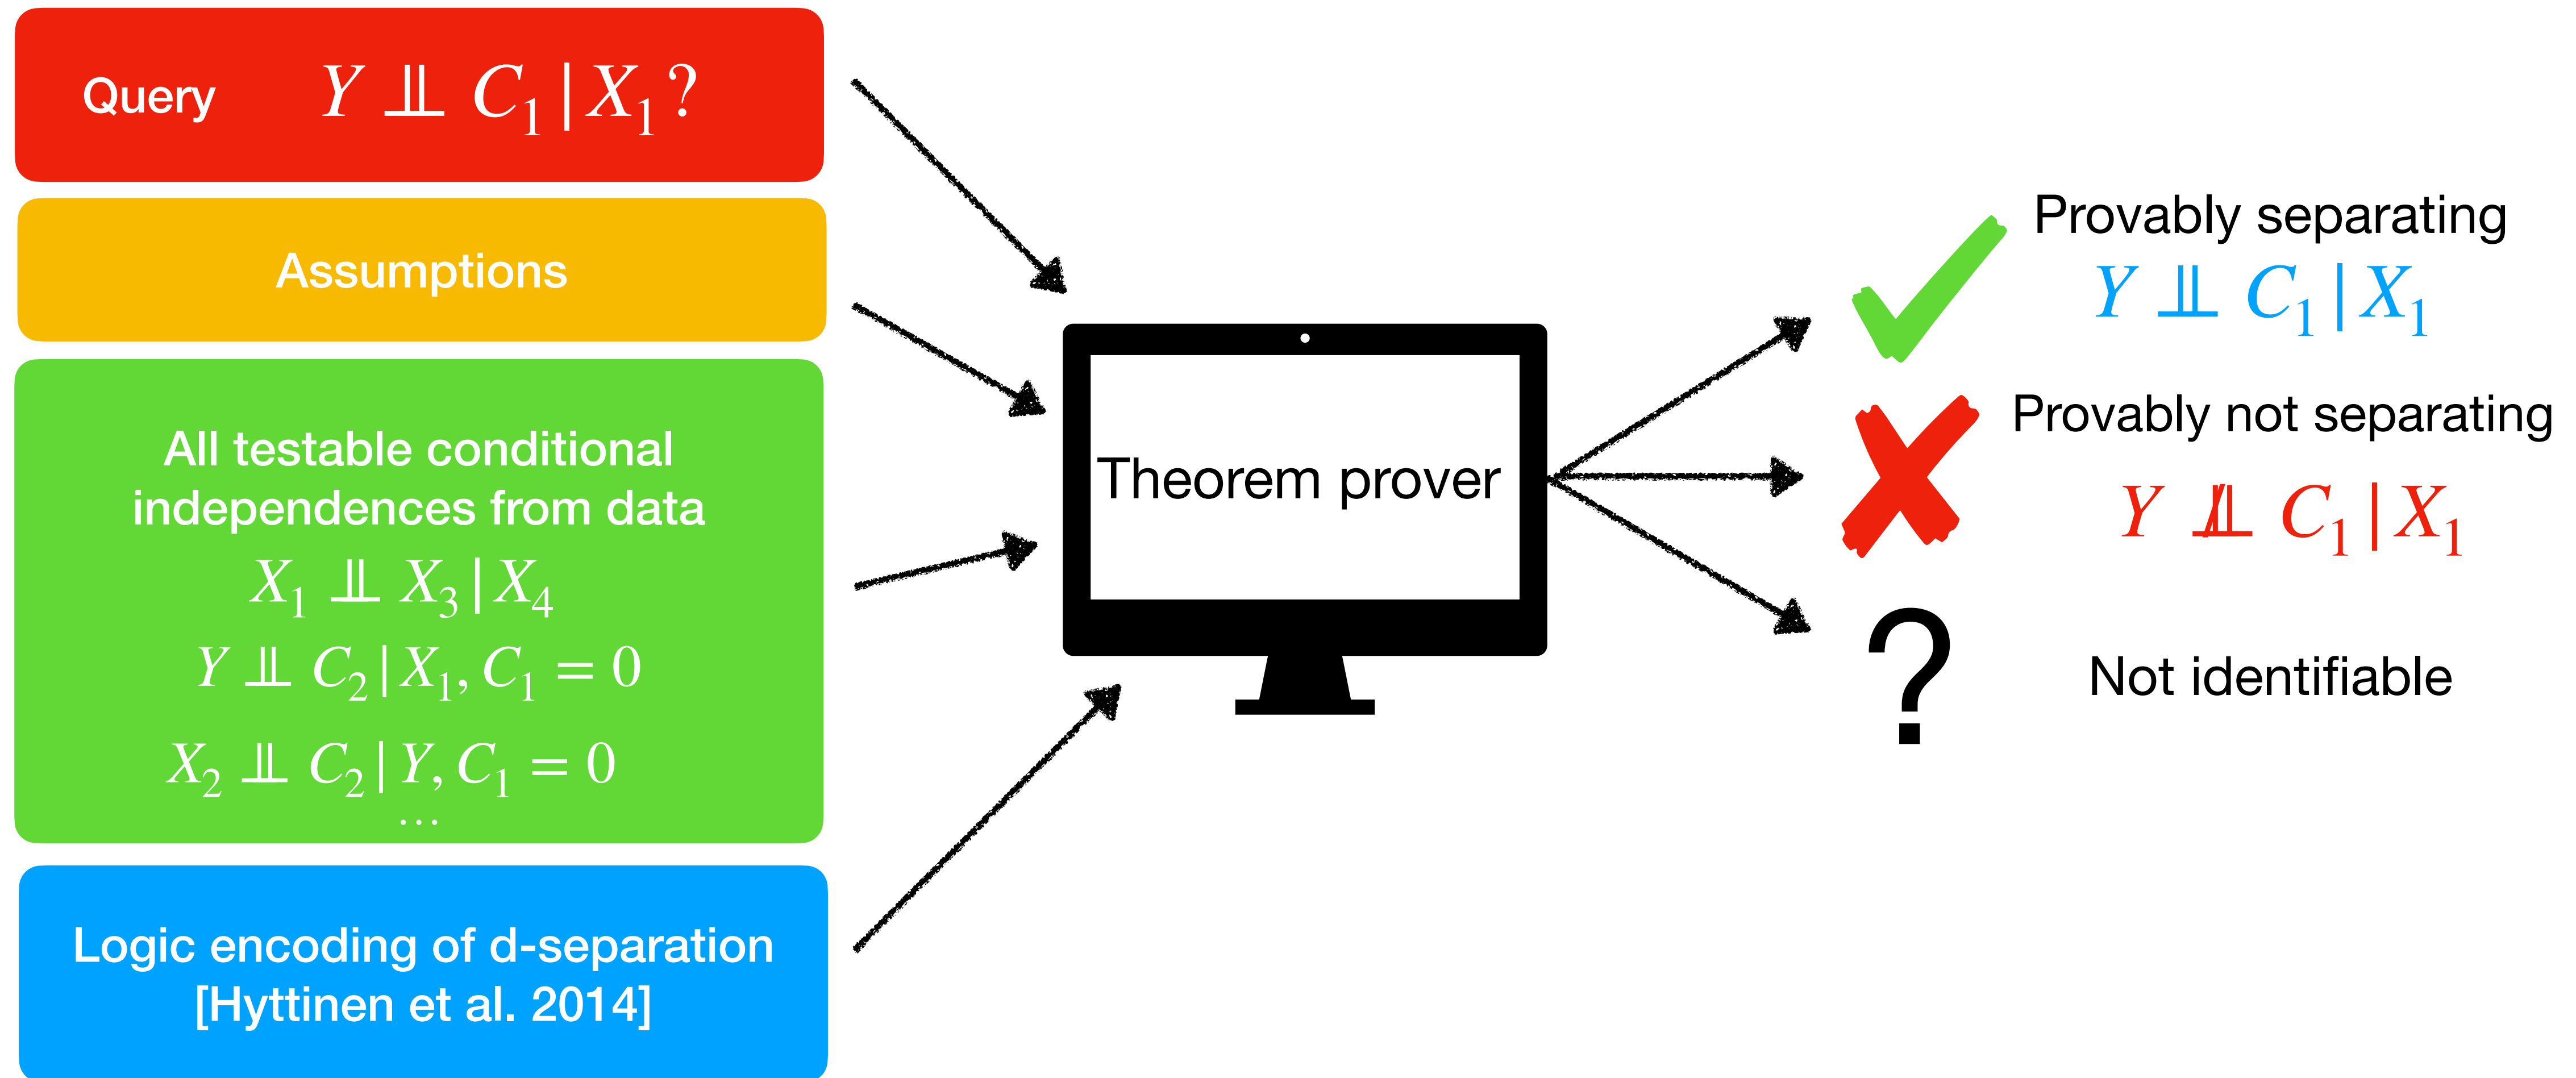 Query Y ⫫ C₁ | X₁ ?
Assumptions
All testable conditional
independences from data
X₁ ⫫ X₃ | X₄
Y ⫫ C₂ | X₁, C₁ = 0
X₂ ⫫ C₂ | Y, C₁ = 0
...
Logic encoding of d-separation
[Hyttinen et al. 2014]
Theorem prover
Provably separating
Y ⫫ C₁ | X₁
Provably not separating
Y ⫫̸ C₁ | X₁
?
Not identifiable